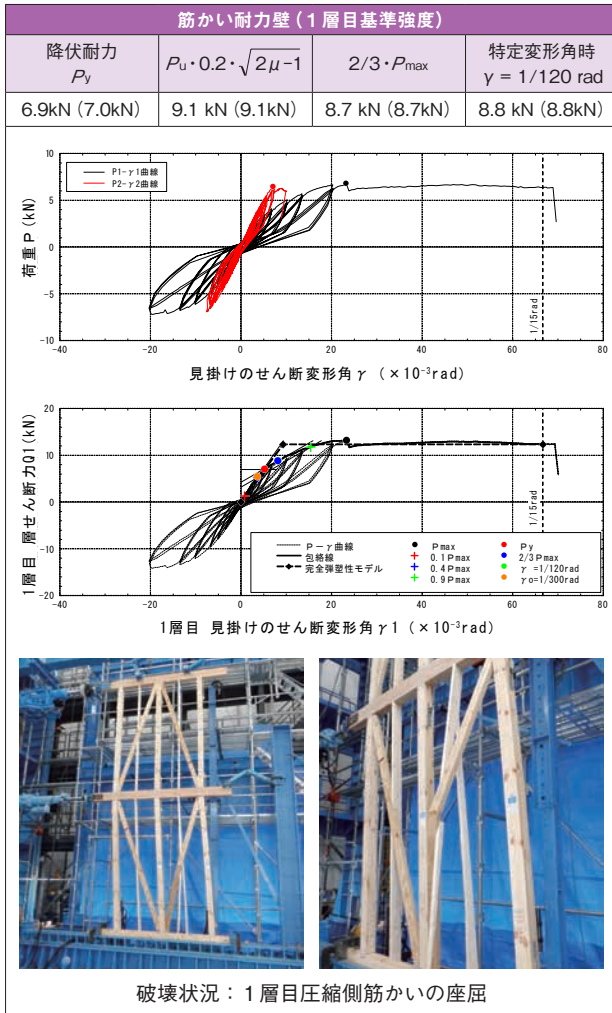 筋かい耐力壁(1層目基準強度)
降伏耐力 Py
Pu・0.2・√2μ-1
2/3・Pmax
特定変形角時 γ = 1/120 rad
6.9kN (7.0kN)
9.1 kN (9.1kN)
8.7 kN (8.7kN)
8.8 kN (8.8kN)
P1-γ1曲線
P2-γ2曲線
荷重P(kN)
10
5
0
-5
-10
-40
-20
0
20
40
60
80
1/15rad
見掛けのせん断変形角γ (×10⁻³rad)
1層目 層せん断力Q1(kN)
20
10
0
-10
-20
-40
-20
0
20
40
60
80
1/15rad
P-γ曲線
包絡線
完全弾塑性モデル
Pmax
0.1Pmax
0.4Pmax
0.9Pmax
Py
2/3Pmax
γ =1/120rad
γo=1/300rad
1層目 見掛けのせん断変形角γ1 (×10⁻³rad)
破壊状況:1層目圧縮側筋かいの座屈